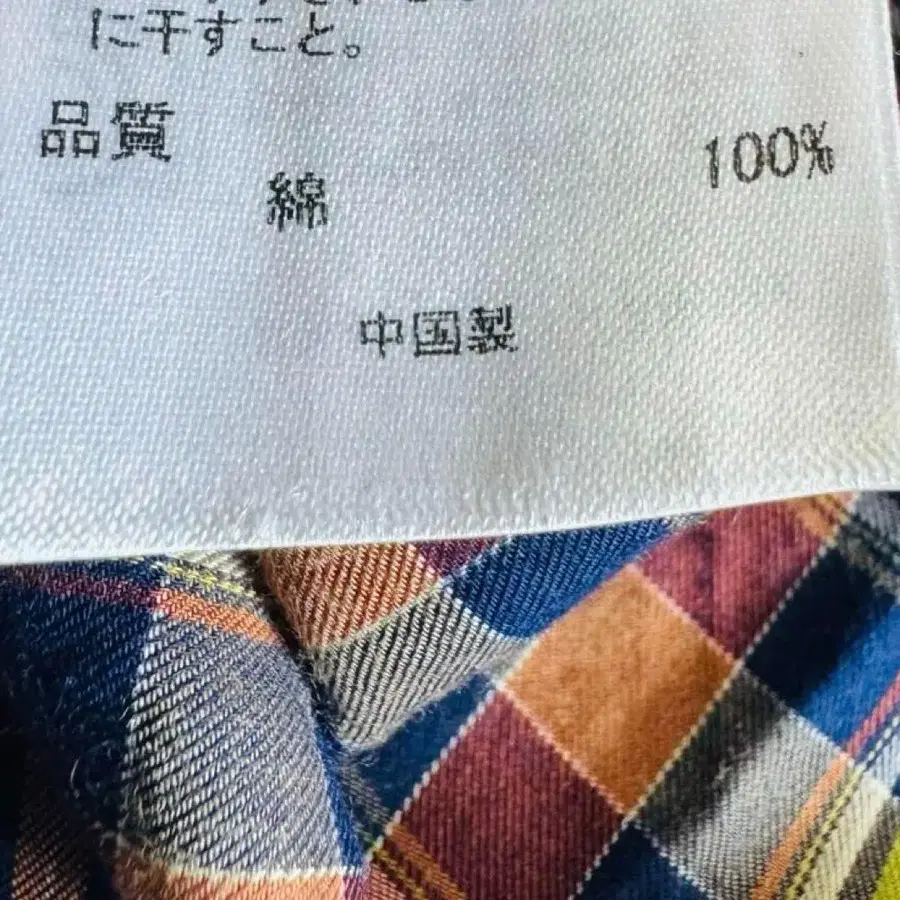 に干すこと。
品質
綿 100%
中国製